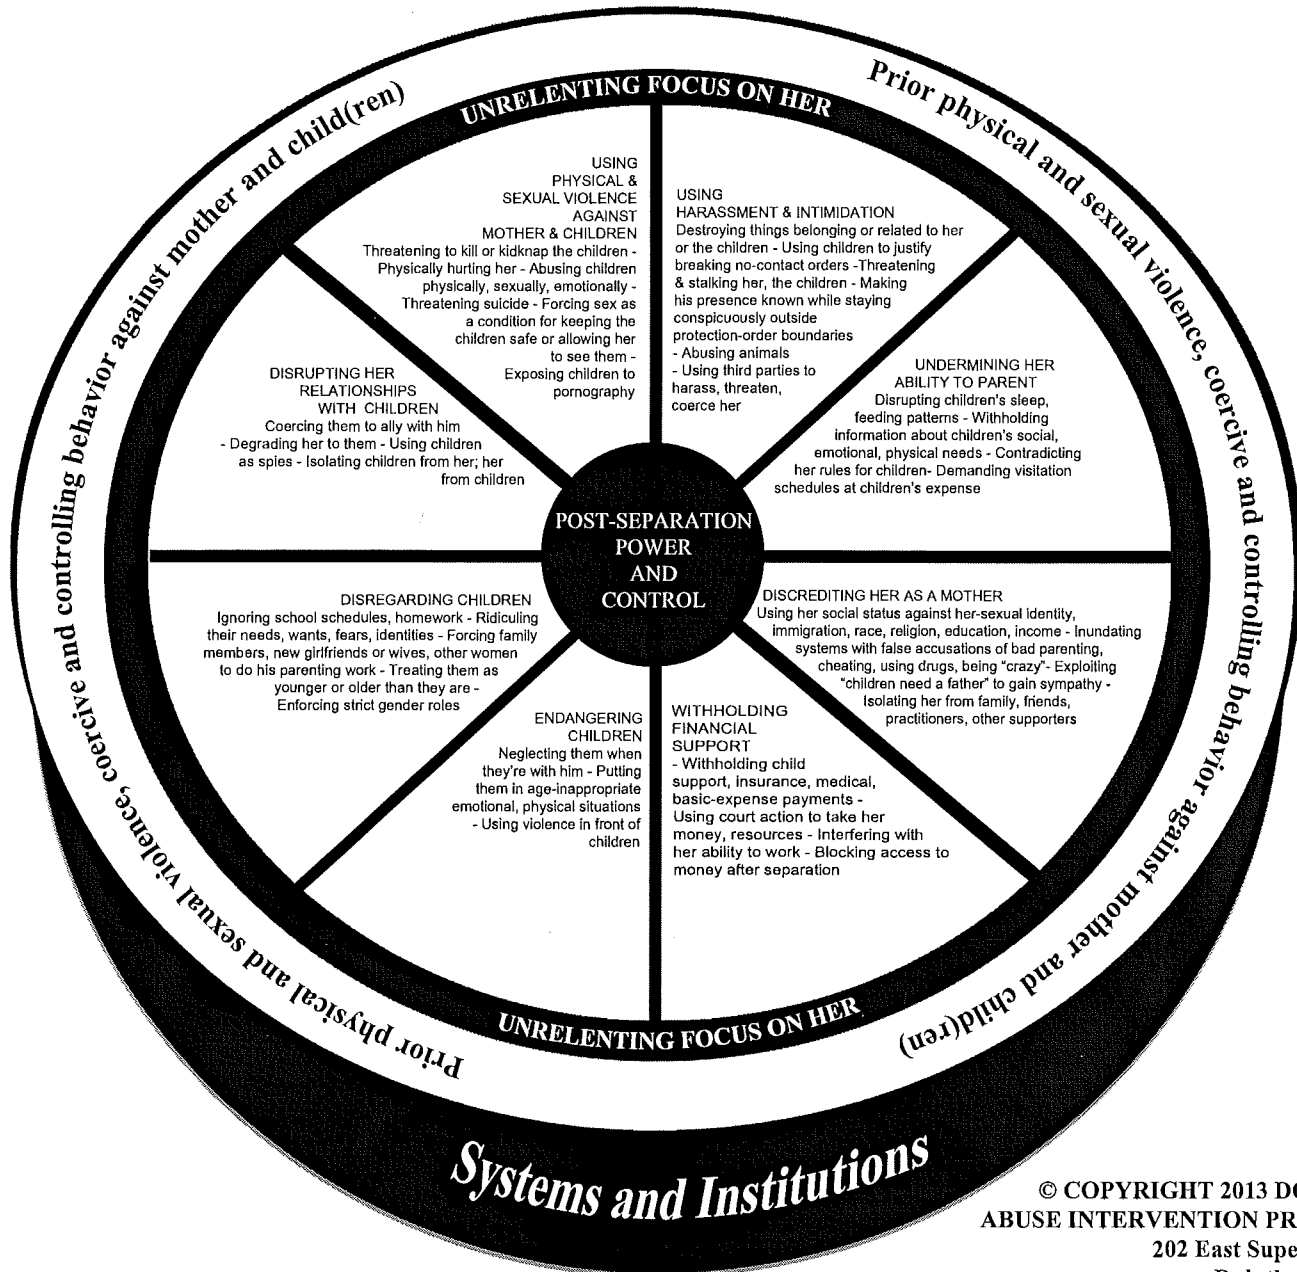 Prior physical and sexual violence, coercive and controlling behavior against mother and child(ren)
Prior physical and sexual violence, coercive and controlling behavior against mother and child(ren)
UNRELENTING FOCUS ON HER
USING
PHYSICAL &
SEXUAL VIOLENCE
AGAINST
MOTHER & CHILDREN
Threatening to kill or kidknap the children -
Physically hurting her - Abusing children
physically, sexually, emotionally -
Threatening suicide - Forcing sex as
a condition for keeping the
children safe or allowing her
to see them -
Exposing children to
pornography
USING
HARASSMENT & INTIMIDATION
Destroying things belonging or related to her
or the children - Using children to justify
breaking no-contact orders -Threatening
& stalking her, the children - Making
his presence known while staying
conspicuously outside
protection-order boundaries
- Abusing animals
- Using third parties to
harass, threaten,
coerce her
UNDERMINING HER
ABILITY TO PARENT
Disrupting children's sleep,
feeding patterns - Withholding
information about children's social,
emotional, physical needs - Contradicting
her rules for children- Demanding visitation
schedules at children's expense
DISCREDITING HER AS A MOTHER
Using her social status against her-sexual identity,
immigration, race, religion, education, income - Inundating
systems with false accusations of bad parenting,
cheating, using drugs, being "crazy"- Exploiting
"children need a father" to gain sympathy -
Isolating her from family, friends,
practitioners, other supporters
WITHHOLDING
FINANCIAL
SUPPORT
- Withholding child
support, insurance, medical,
basic-expense payments -
Using court action to take her
money, resources - Interfering with
her ability to work - Blocking access to
money after separation
ENDANGERING
CHILDREN
Neglecting them when
they're with him - Putting
them in age-inappropriate
emotional, physical situations
- Using violence in front of
children
DISREGARDING CHILDREN
Ignoring school schedules, homework - Ridiculing
their needs, wants, fears, identities - Forcing family
members, new girlfriends or wives, other women
to do his parenting work - Treating them as
younger or older than they are -
Enforcing strict gender roles
DISRUPTING HER
RELATIONSHIPS
WITH CHILDREN
Coercing them to ally with him
- Degrading her to them - Using children
as spies - Isolating children from her; her
from children
POST-SEPARATION
POWER
AND
CONTROL
UNRELENTING FOCUS ON HER
Systems and Institutions
© COPYRIGHT 2013
ABUSE INTERVENTION
202 East